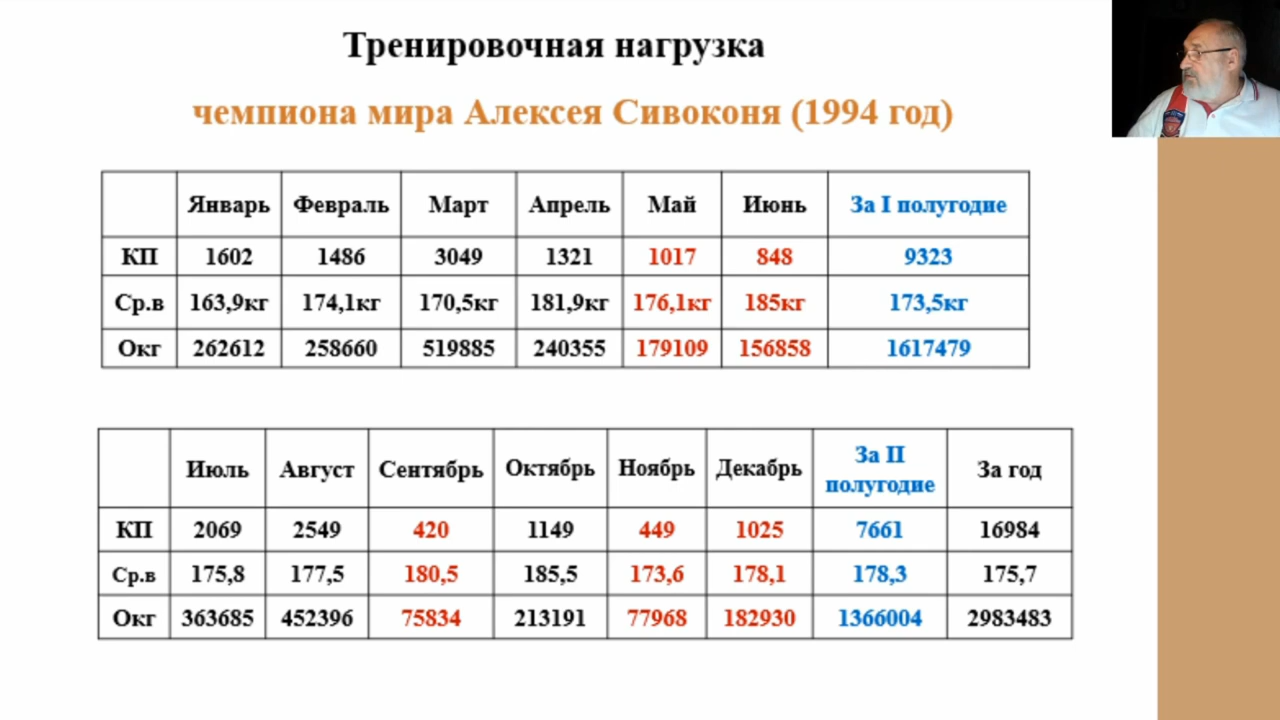 Тренировочная нагрузка
чемпиона мира Алексея Сивоконя (1994 год)
Январь Февраль Март Апрель Май Июнь За I полугодие
КП 1602 1486 3049 1321 1017 848 9323
Ср.в 163,9кг 174,1кг 170,5кг 181,9кг 176,1кг 185кг 173,5кг
Окг 262612 258660 519885 240355 179109 156858 1617479
Июль Август Сентябрь Октябрь Ноябрь Декабрь За II полугодие За год
КП 2069 2549 420 1149 449 1025 7661 16984
Ср.в 175,8 177,5 180,5 185,5 173,6 178,1 178,3 175,7
Окг 363685 452396 75834 213191 77968 182930 1366004 2983483